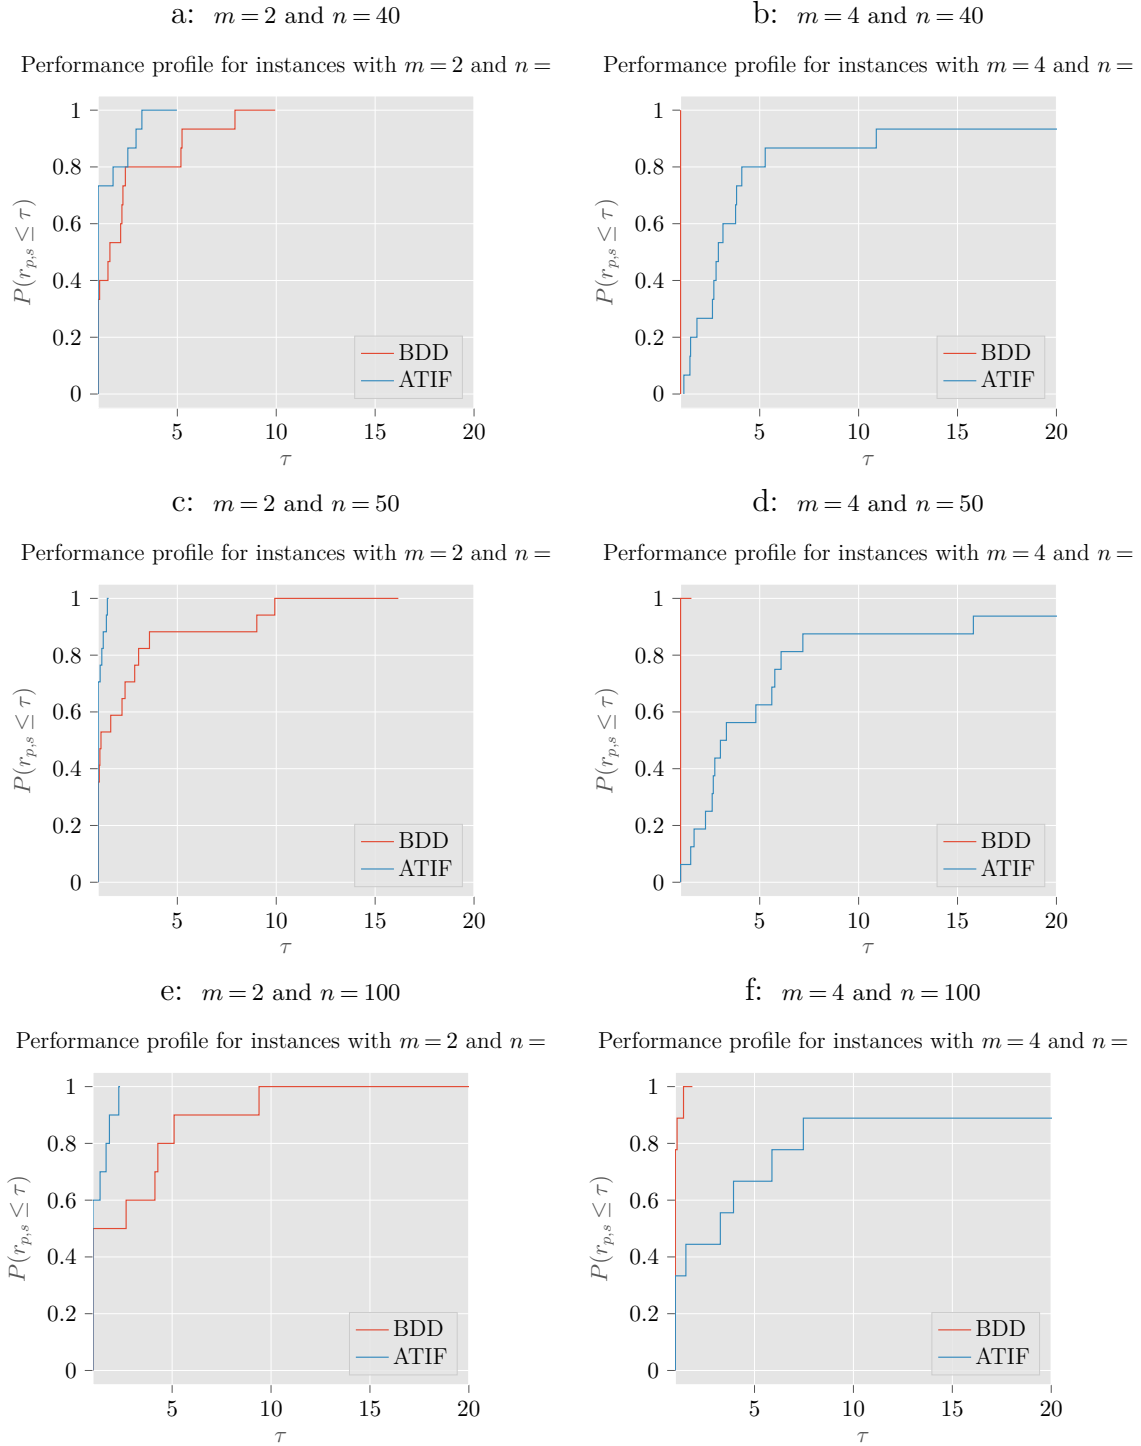 a: m = 2 and n = 40
Performance profile for instances with m = 2 and n =
1
0.8
0.6
0.4
0.2
0
P(r_{p,s} ≤ τ)
BDD
ATIF
5 10 15 20
τ
b: m = 4 and n = 40
Performance profile for instances with m = 4 and n =
1
0.8
0.6
0.4
0.2
0
P(r_{p,s} ≤ τ)
BDD
ATIF
5 10 15 20
τ
c: m = 2 and n = 50
Performance profile for instances with m = 2 and n =
1
0.8
0.6
0.4
0.2
0
P(r_{p,s} ≤ τ)
BDD
ATIF
5 10 15 20
τ
d: m = 4 and n = 50
Performance profile for instances with m = 4 and n =
1
0.8
0.6
0.4
0.2
0
P(r_{p,s} ≤ τ)
BDD
ATIF
5 10 15 20
τ
e: m = 2 and n = 100
Performance profile for instances with m = 2 and n =
1
0.8
0.6
0.4
0.2
0
P(r_{p,s} ≤ τ)
BDD
ATIF
5 10 15 20
τ
f: m = 4 and n = 100
Performance profile for instances with m = 4 and n =
1
0.8
0.6
0.4
0.2
0
P(r_{p,s} ≤ τ)
BDD
ATIF
5 10 15 20
τ